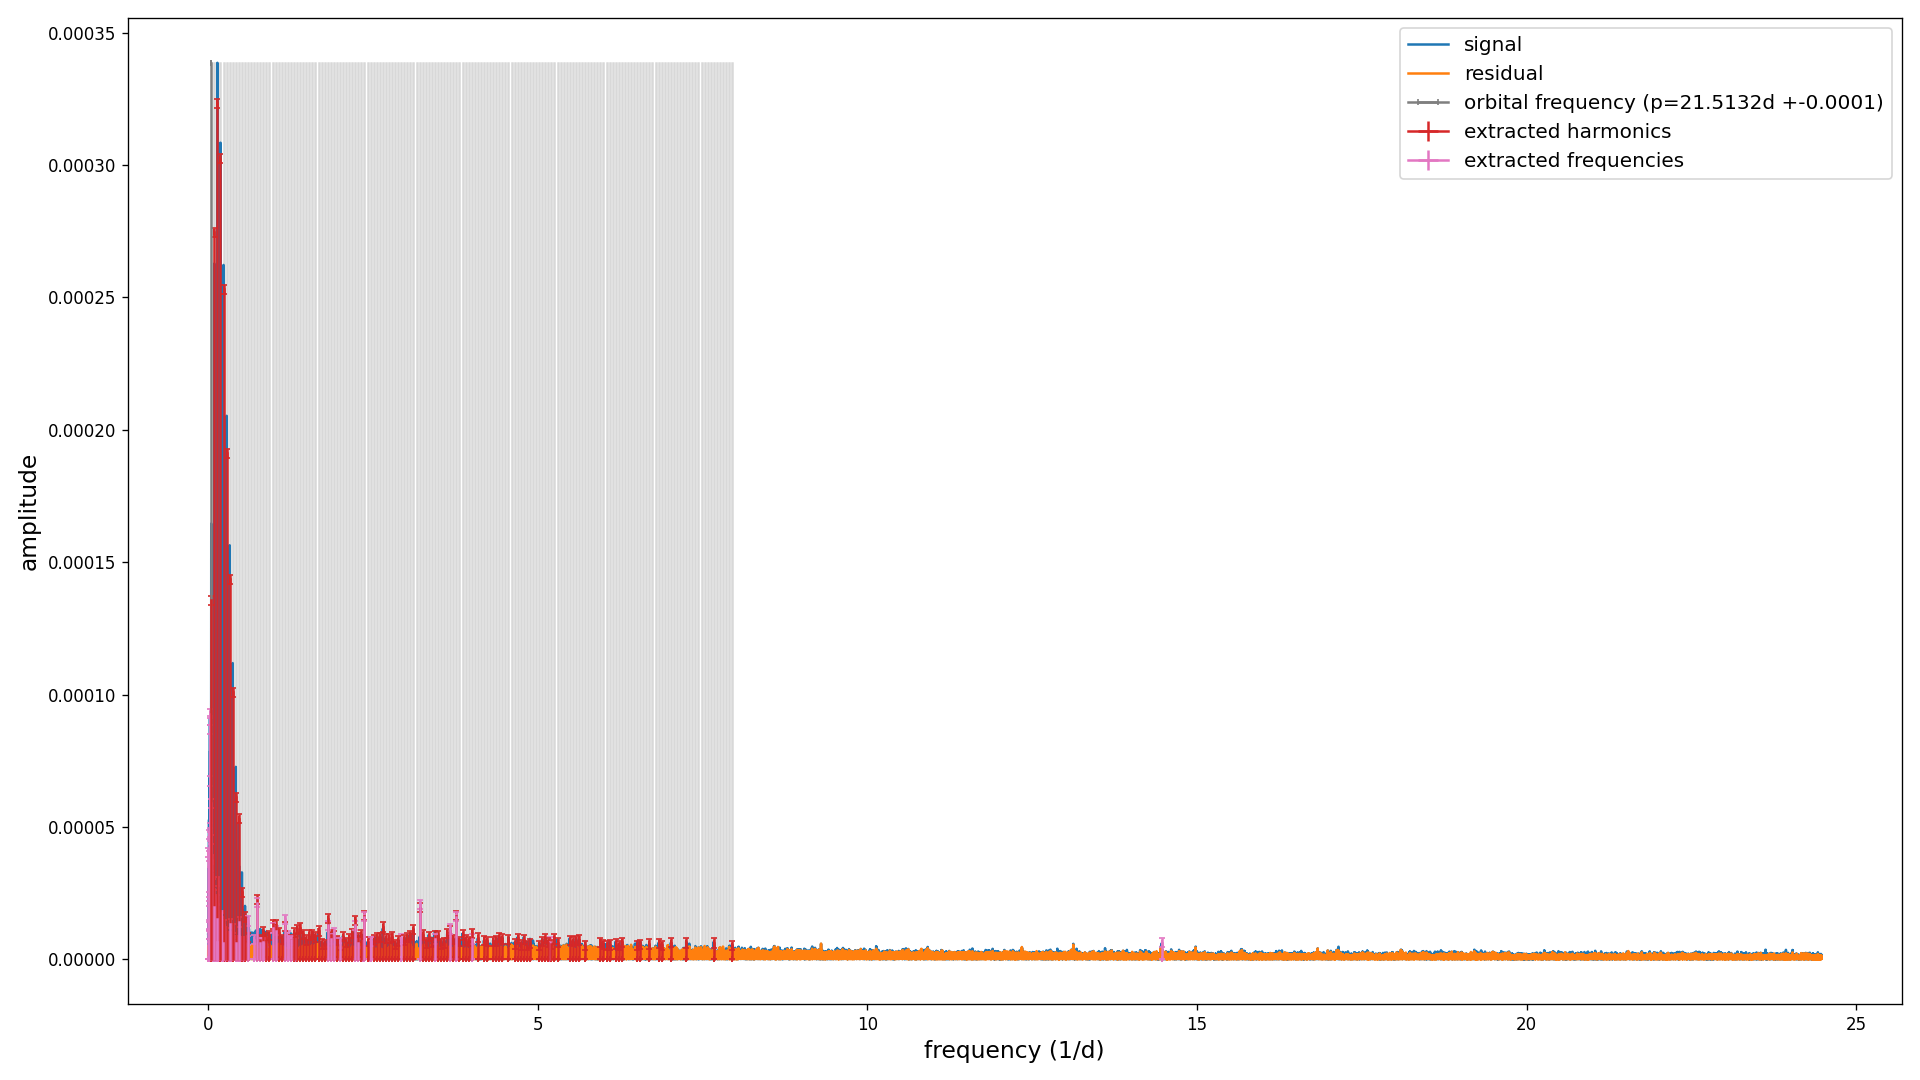 0.00035
0.00030
0.00025
0.00020
0.00015
0.00010
0.00005
0.00000
amplitude
0
5
10
15
20
25
frequency (1/d)
signal
residual
orbital frequency (p=21.5132d +-0.0001)
extracted harmonics
extracted frequencies